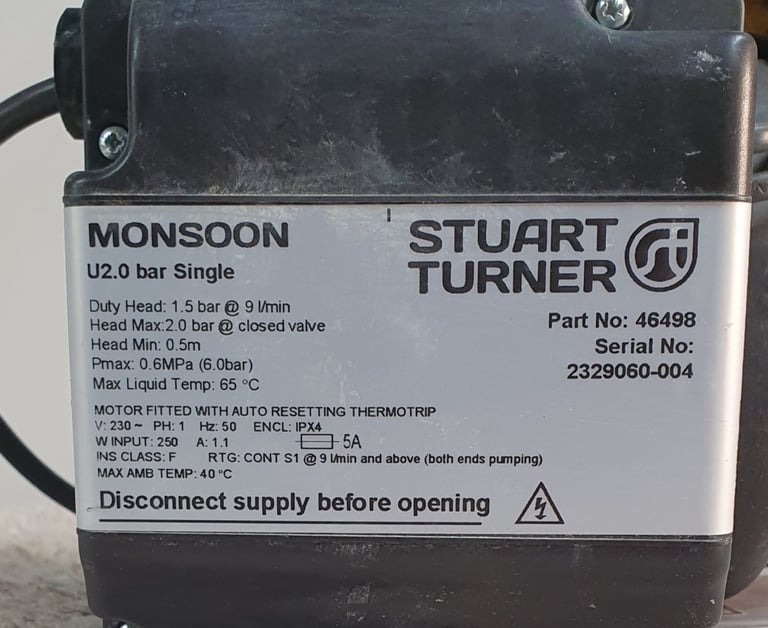 MONSOON
U2.0 bar Single
Duty Head: 1.5 bar @ 9 l/min
Head Max:2.0 bar @ closed valve
Head Min: 0.5m
Pmax: 0.6MPa (6.0bar)
Max Liquid Temp: 65 °C
STUART
TURNER
Part No: 46498
Serial No:
2329060-004
MOTOR FITTED WITH AUTO RESETTING THERMOTRIP
V: 230 ~ PH: 1 Hz: 50 ENCL: IPX4
W INPUT: 250 A: 1.1 5A
INS CLASS: F RTG: CONT S1 @ 9 l/min and above (both ends pumping)
MAX AMB TEMP: 40 °C
Disconnect supply before opening